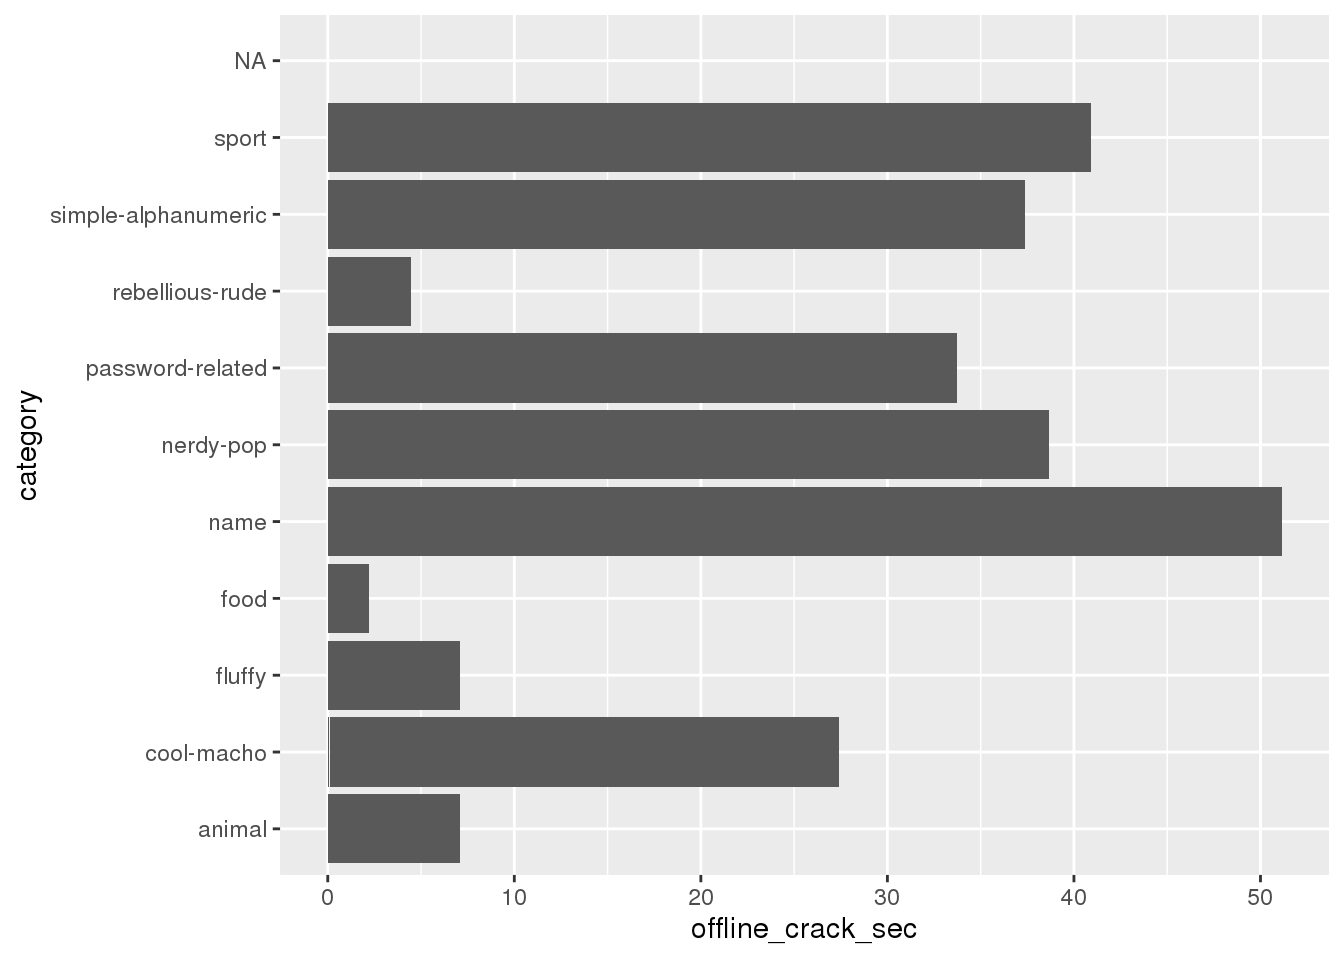 NA
sport
simple-alphanumeric
rebellious-rude
password-related
nerdy-pop
name
food
fluffy
cool-macho
animal
category
0 10 20 30 40 50
offline_crack_sec